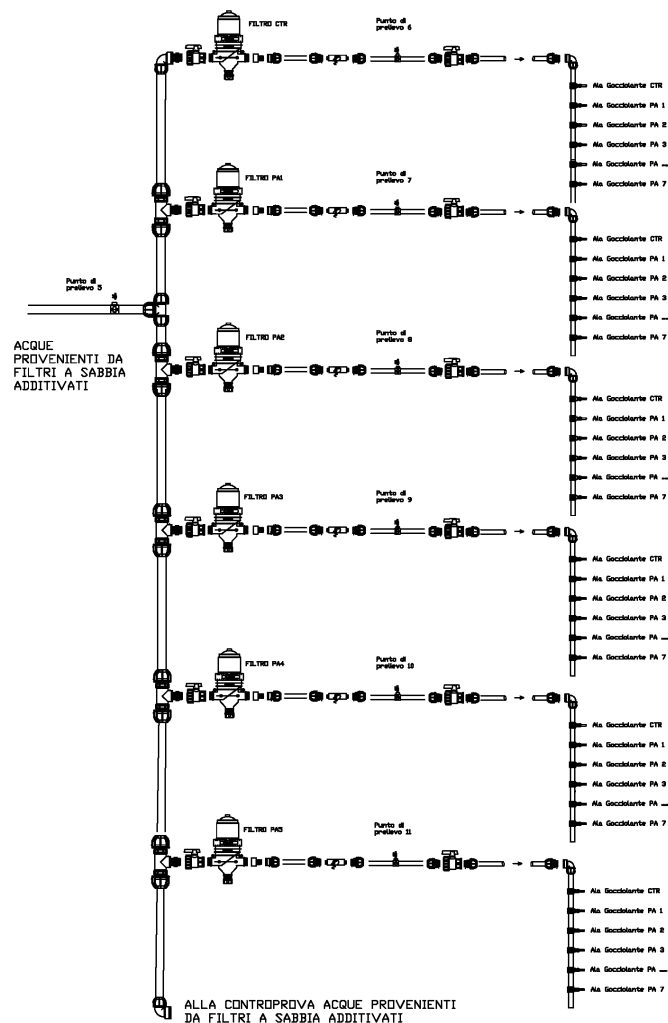 FILTRO CTR
Punto di
prelievo 6
Ala Gocciolante CTR
Ala Gocciolante PA 1
Ala Gocciolante PA 2
Ala Gocciolante PA 3
Ala Gocciolante PA ...
Ala Gocciolante PA 7
FILTRO PA1
Punto di
prelievo 7
Ala Gocciolante CTR
Ala Gocciolante PA 1
Ala Gocciolante PA 2
Ala Gocciolante PA 3
Ala Gocciolante PA ...
Ala Gocciolante PA 7
Punto di
prelievo 5
ACQUE
PROVENIENTI DA
FILTRI A SABBIA
ADDITIVATI
FILTRO PA2
Punto di
prelievo 8
Ala Gocciolante CTR
Ala Gocciolante PA 1
Ala Gocciolante PA 2
Ala Gocciolante PA 3
Ala Gocciolante PA ...
Ala Gocciolante PA 7
FILTRO PA3
Punto di
prelievo 9
Ala Gocciolante CTR
Ala Gocciolante PA 1
Ala Gocciolante PA 2
Ala Gocciolante PA 3
Ala Gocciolante PA ...
Ala Gocciolante PA 7
FILTRO PA4
Punto di
prelievo 10
Ala Gocciolante CTR
Ala Gocciolante PA 1
Ala Gocciolante PA 2
Ala Gocciolante PA 3
Ala Gocciolante PA ...
Ala Gocciolante PA 7
FILTRO PA5
Punto di
prelievo 11
Ala Gocciolante CTR
Ala Gocciolante PA 1
Ala Gocciolante PA 2
Ala Gocciolante PA 3
Ala Gocciolante PA ...
Ala Gocciolante PA 7
ALLA CONTROPROVA ACQUE PROVENIENTI
DA FILTRI A SABBIA ADDITIVATI